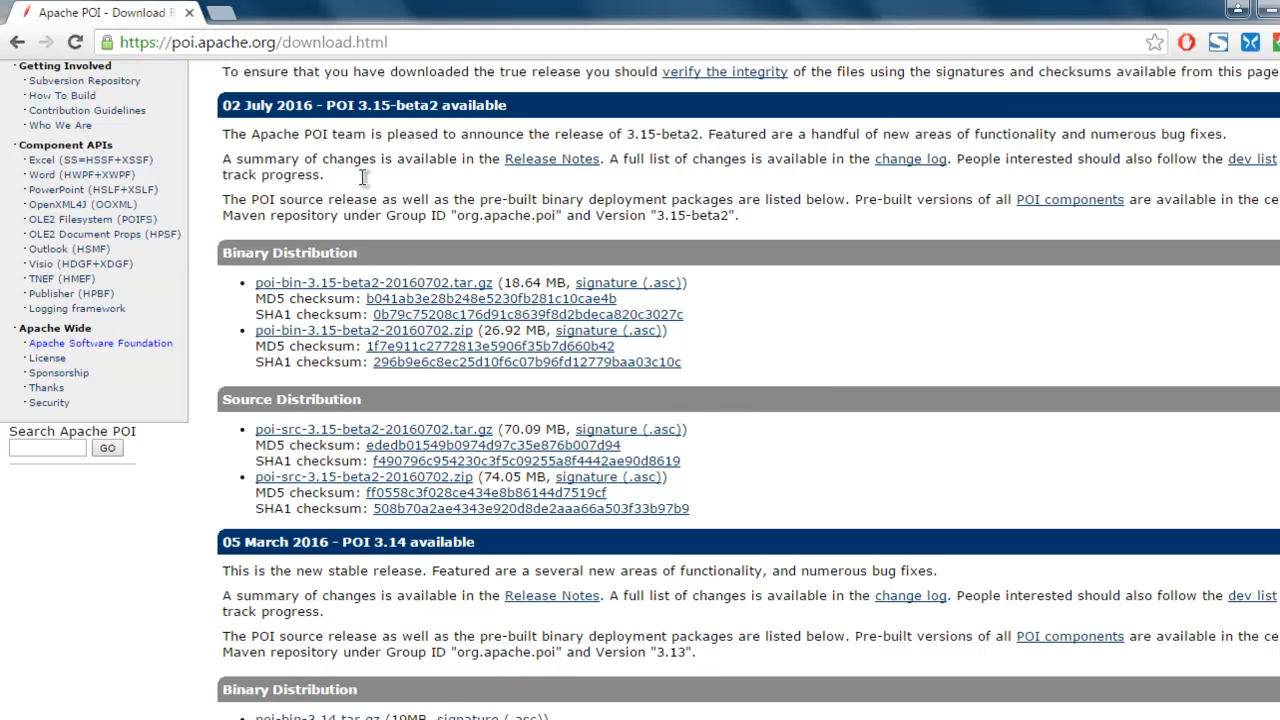 Apache POI - Download R
https://poi.apache.org/download.html
Getting Involved
Subversion Repository
How To Build
Contribution Guidelines
Who We Are
Component APIs
Excel (SS=HSSF+XSSF)
Word (HWPF+XWPF)
PowerPoint (HSLF+XSLF)
OpenXML4J (OOXML)
OLE2 Filesystem (POIFS)
OLE2 Document Props (HPSF)
Outlook (HSMF)
Visio (HDGF+XDGF)
TNEF (HMEF)
Publisher (HPBF)
Logging framework
Apache Wide
Apache Software Foundation
License
Sponsorship
Thanks
Security
Search Apache POI
GO
To ensure that you have downloaded the true release you should verify the integrity of the files using the signatures and checksums available from this page
02 July 2016 - POI 3.15-beta2 available
The Apache POI team is pleased to announce the release of 3.15-beta2. Featured are a handful of new areas of functionality and numerous bug fixes.
A summary of changes is available in the Release Notes. A full list of changes is available in the change log. People interested should also follow the dev list
track progress.
The POI source release as well as the pre-built binary deployment packages are listed below. Pre-built versions of all POI components are available in the ce
Maven repository under Group ID "org.apache.poi" and Version "3.15-beta2".
Binary Distribution
• poi-bin-3.15-beta2-20160702.tar.gz (18.64 MB, signature (.asc))
MD5 checksum: b041ab3e28b248e5230fb281c10cae4b
SHA1 checksum: 0b79c75208c176d91c8639f8d2bdeca820c3027c
• poi-bin-3.15-beta2-20160702.zip (26.92 MB, signature (.asc))
MD5 checksum: 1f7e911c2772813e5906f35b7d660b42
SHA1 checksum: 296b9e6c8ec25d10f6c07b96fd12779baa03c10c
Source Distribution
• poi-src-3.15-beta2-20160702.tar.gz (70.09 MB, signature (.asc))
MD5 checksum: ededb01549b0974d97c35e876b007d94
SHA1 checksum: f490796c954230c3f5c09255a8f4442ae90d8619
• poi-src-3.15-beta2-20160702.zip (74.05 MB, signature (.asc))
MD5 checksum: ff0558c3f028ce434e8b86144d7519cf
SHA1 checksum: 508b70a2ae4343e920d8de2aaa66a503f33b97b9
05 March 2016 - POI 3.14 available
This is the new stable release. Featured are a several new areas of functionality, and numerous bug fixes.
A summary of changes is available in the Release Notes. A full list of changes is available in the change log. People interested should also follow the dev list
track progress.
The POI source release as well as the pre-built binary deployment packages are listed below. Pre-built versions of all POI components are available in the ce
Maven repository under Group ID "org.apache.poi" and Version "3.13".
Binary Distribution
• poi-bin-3.14.tar.gz (19MB, signature (.asc))